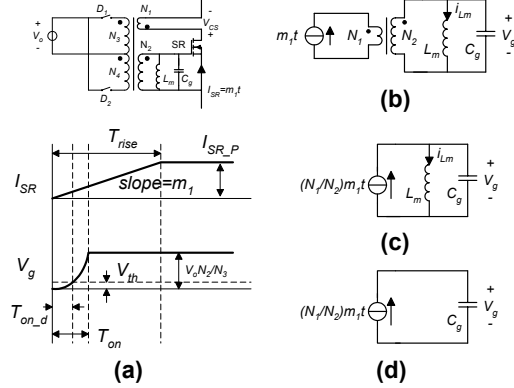 D1 N1 -
+ Vo - N3 VCS
N2 SR +
N4 Lm Cg
D2 ISR=m1t
Trise
ISR_P
ISR slope=m1
Vg Vth VoN2/N3
Ton_d
Ton
(a)
m1t N1 N2 iLm Lm Cg + Vg -
(b)
(N1/N2)m1t iLm Lm Cg + Vg -
(c)
(N1/N2)m1t Cg + Vg -
(d)